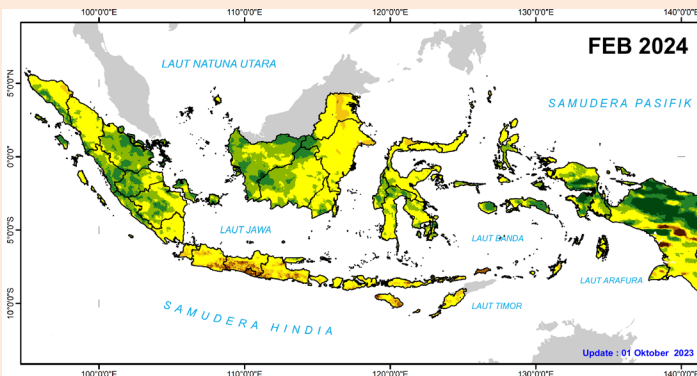 100°0'0"E 110°0'0"E 120°0'0"E 130°0'0"E 140°0'0"E
FEB 2024
LAUT NATUNA UTARA
5°0'0"N
SAMUDERA PASIFIK
0°0'0"
5°0'0"S
LAUT JAWA
LAUT BANDA
LAUT ARAFURA
10°0'0"S
SAMUDERA HINDIA
LAUT TIMOR
Update : 01 Oktober 2023
100°0'0"E 110°0'0"E 120°0'0"E 130°0'0"E 140°0'0"E